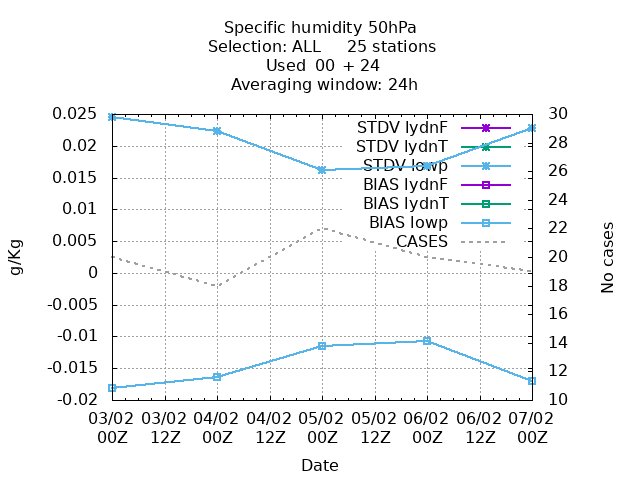 Specific humidity 50hPa
Selection: ALL 25 stations
Used 00 + 24
Averaging window: 24h
0.025
0.02
0.015
0.01
0.005
0
-0.005
-0.01
-0.015
-0.02
30
28
26
24
22
20
18
16
14
12
10
STDV lydnF
STDV lydnT
STDV lowp
BIAS lydnF
BIAS lydnT
BIAS lowp
CASES
g/Kg
No cases
03/02 03/02 04/02 04/02 05/02 05/02 06/02 06/02 07/02
00Z 12Z 00Z 12Z 00Z 12Z 00Z 12Z 00Z
Date